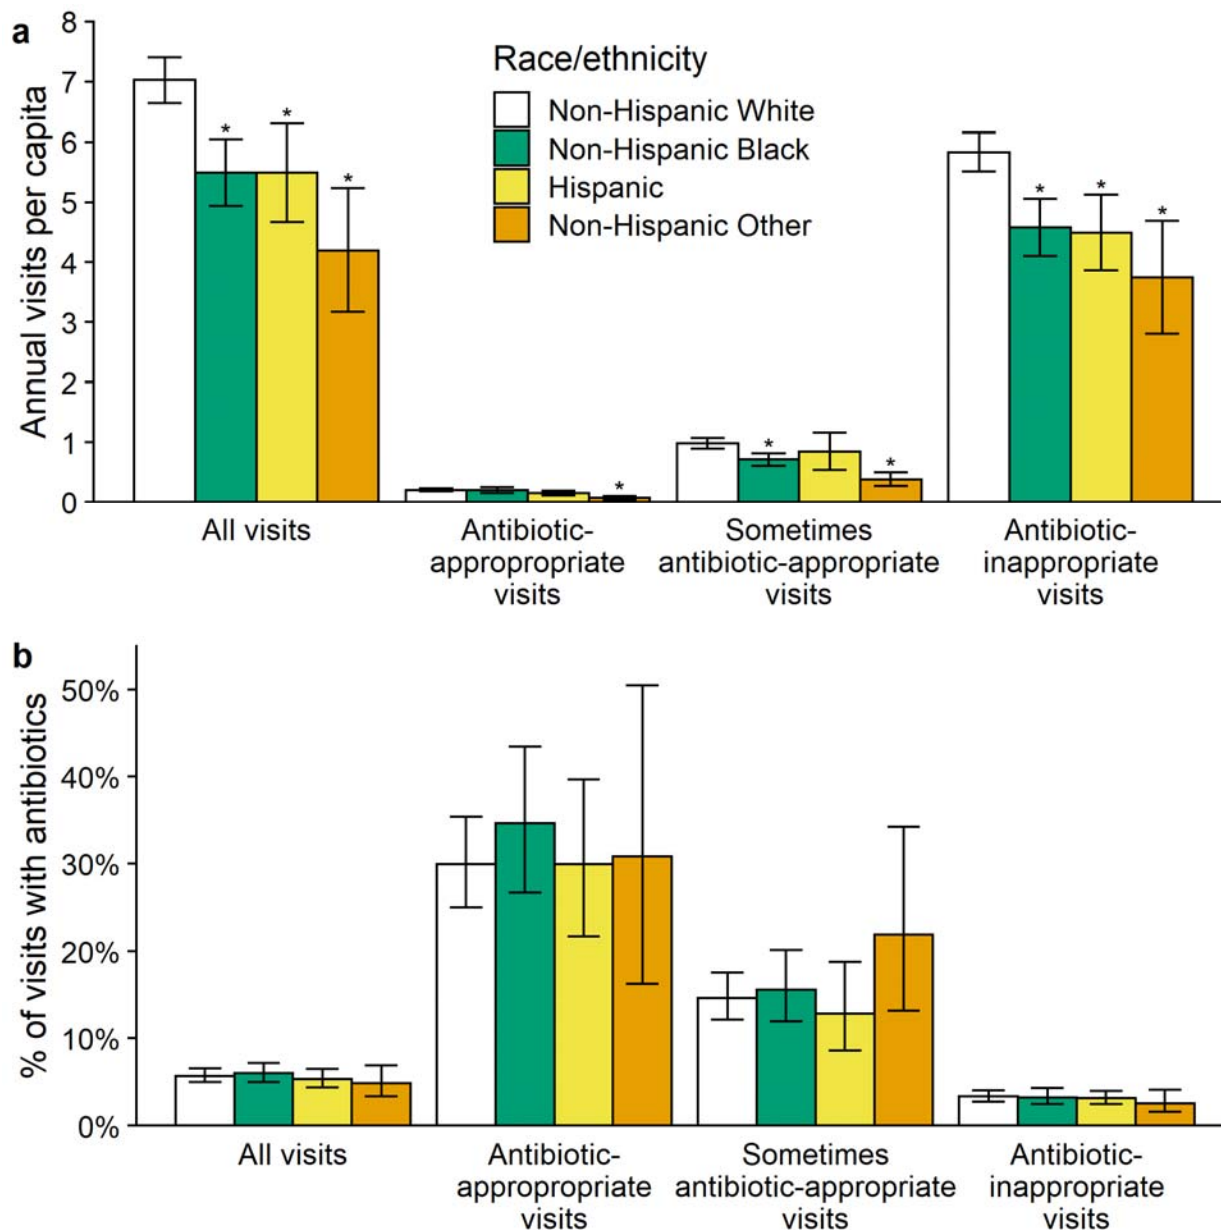 a
Annual visits per capita
8
7
6
5
4
3
2
1
0
Race/ethnicity
Non-Hispanic White
Non-Hispanic Black
Hispanic
Non-Hispanic Other
*
*
*
*
*
*
*
*
*
All visits
Antibiotic-
appropropriate
visits
Sometimes
antibiotic-appropriate
visits
Antibiotic-
inappropriate
visits
b
% of visits with antibiotics
50%
40%
30%
20%
10%
0%
All visits
Antibiotic-
appropropriate
visits
Sometimes
antibiotic-appropriate
visits
Antibiotic-
inappropriate
visits